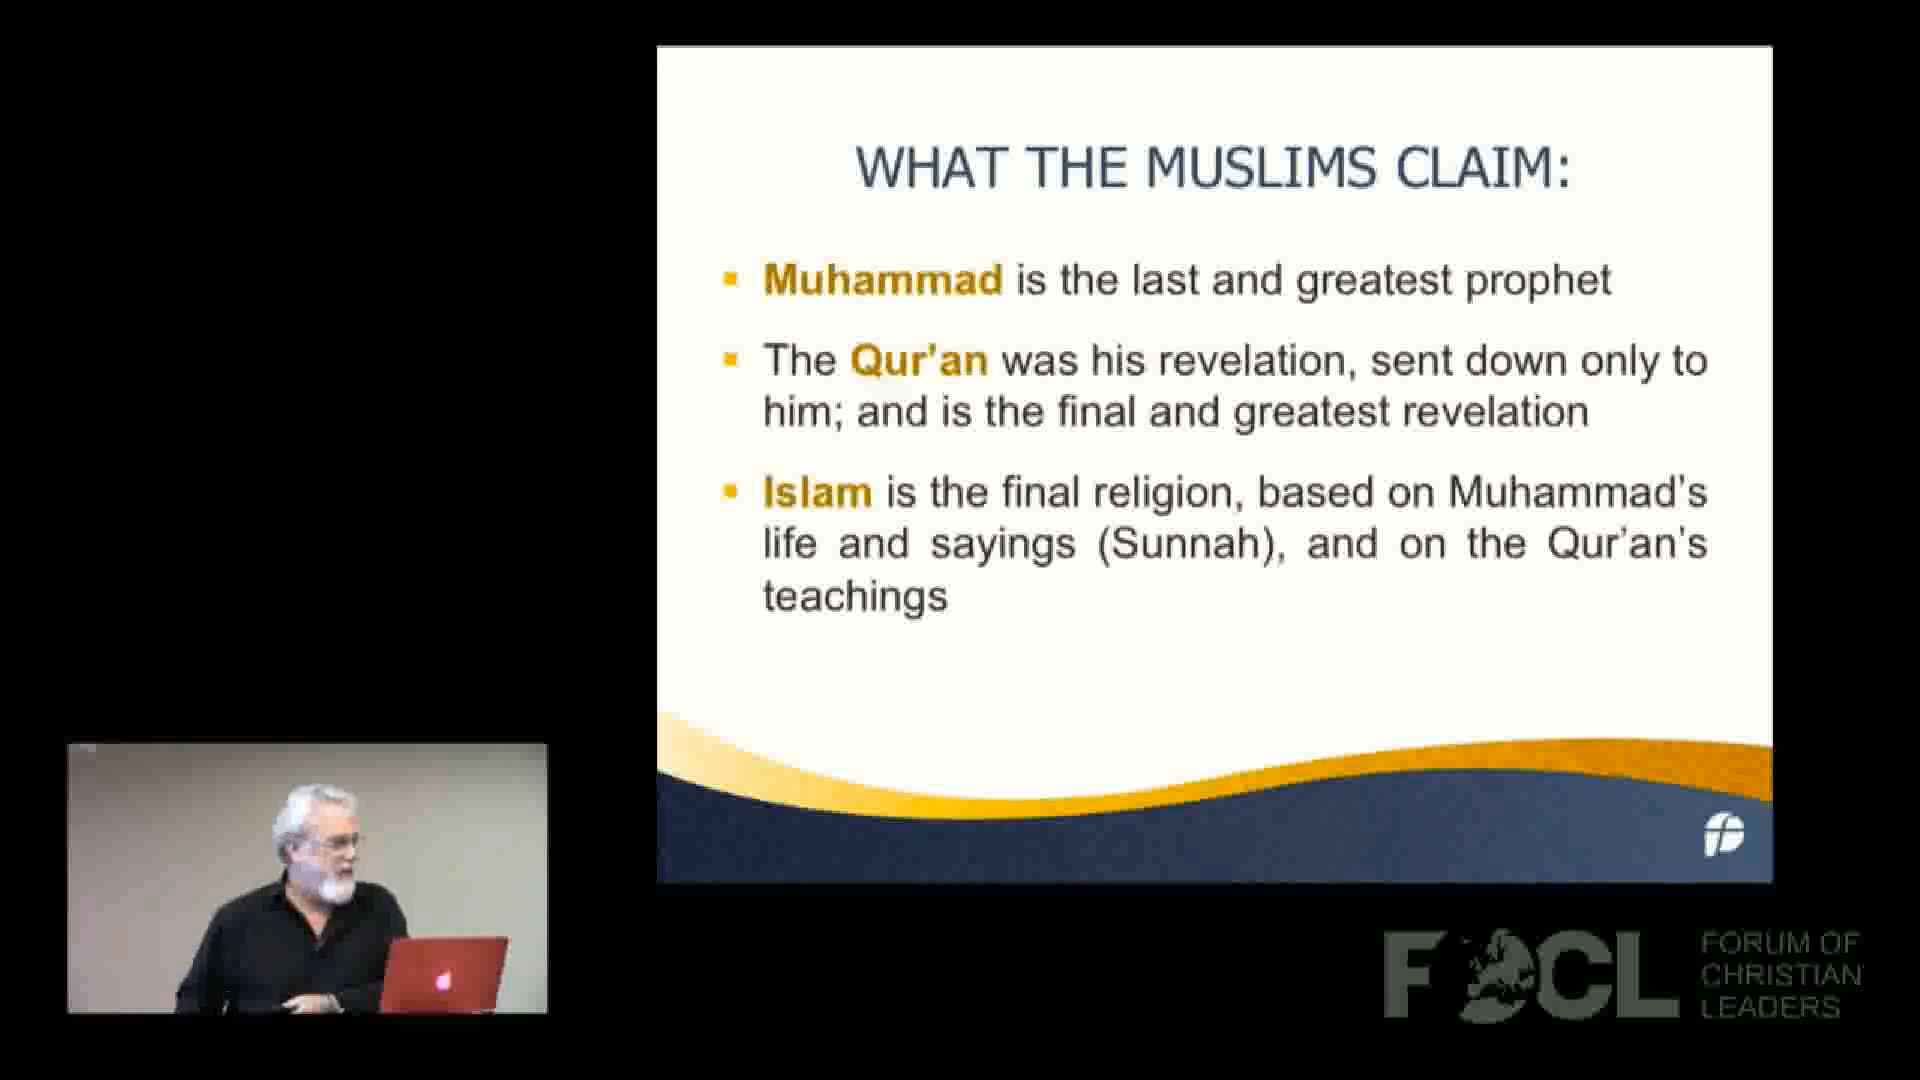 WHAT THE MUSLIMS CLAIM:
Muhammad is the last and greatest prophet
The Qur’an was his revelation, sent down only to
him; and is the final and greatest revelation
Islam is the final religion, based on Muhammad’s
life and sayings (Sunnah), and on the Qur’an’s
teachings
FOCL
FORUM OF
CHRISTIAN
LEADERS